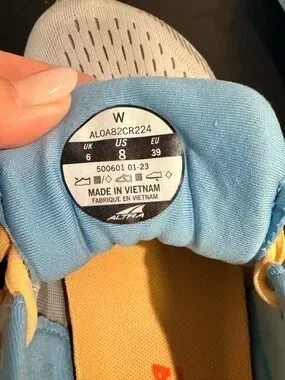 W
AL0A82CR224
UK US EU
6 8 39
500601 01-23
MADE IN VIETNAM
FABRIQUE EN VIETNAM
ALTRA